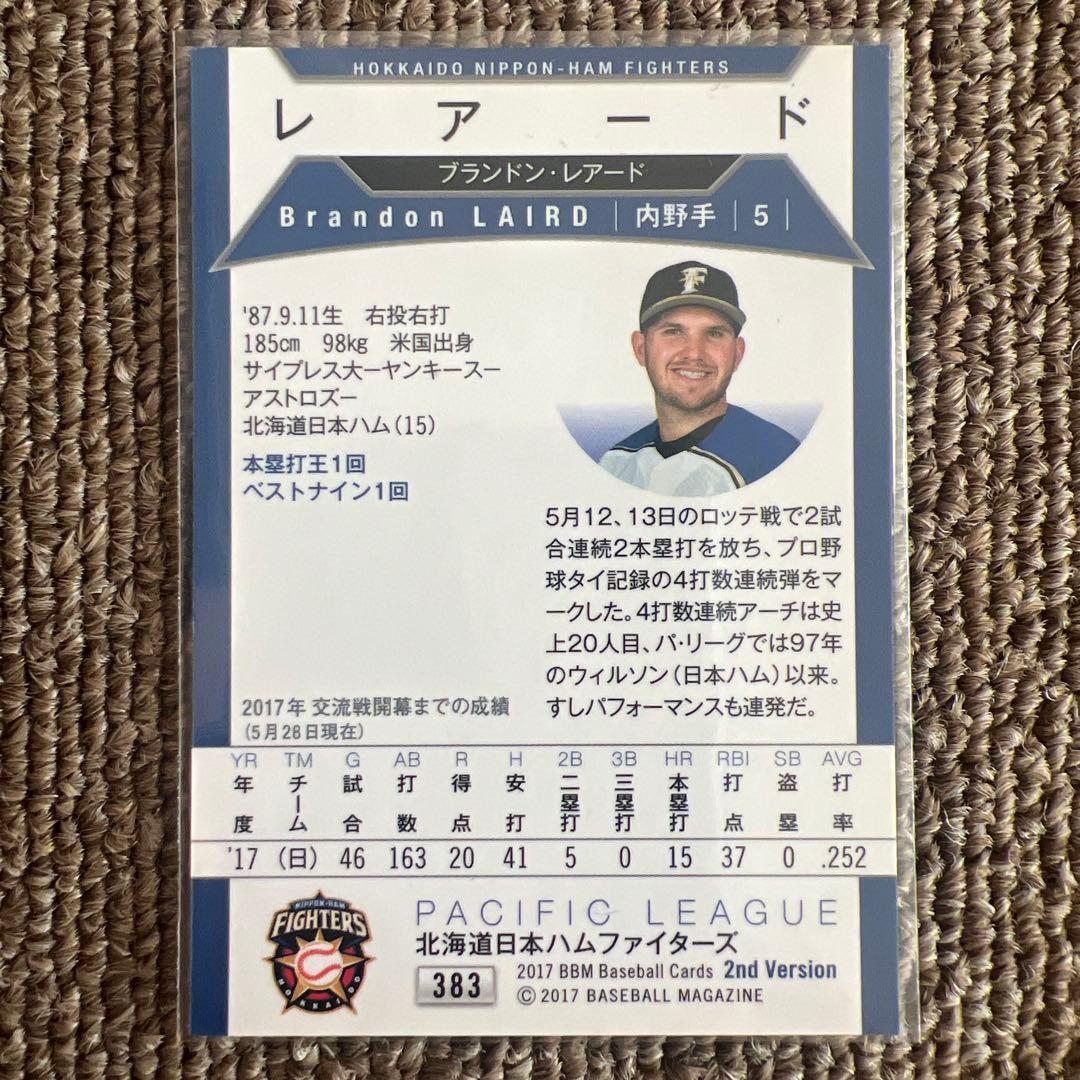 HOKKAIDO NIPPON-HAM FIGHTERS
レアード
ブランドン・レアード
Brandon LAIRD | 内野手 | 5 |
'87.9.11生 右投右打
185cm 98kg 米国出身
サイプレス大ーヤンキースー
アストロズー
北海道日本ハム(15)
本塁打王1回
ベストナイン1回
5月12、13日のロッテ戦で2試
合連続2本塁打を放ち、プロ野
球タイ記録の4打数連続弾をマ
ークした。4打数連続アーチは史
上20人目、パ・リーグでは97年
のウィルソン(日本ハム)以来。
すしパフォーマンスも連発だ。
2017年 交流戦開幕までの成績
(5月28日現在)
YR TM G AB R H 2B 3B HR RBI SB AVG
年度 チーム 試合 打数 得点 安打 二塁打 三塁打 本塁打 打点 盗塁 打率
'17 (日) 46 163 20 41 5 0 15 37 0 .252
NIPPON-HAM
FIGHTERS
HOKKAIDO
PACIFIC LEAGUE
北海道日本ハムファイターズ
383
2017 BBM Baseball Cards 2nd Version
© 2017 BASEBALL MAGAZINE